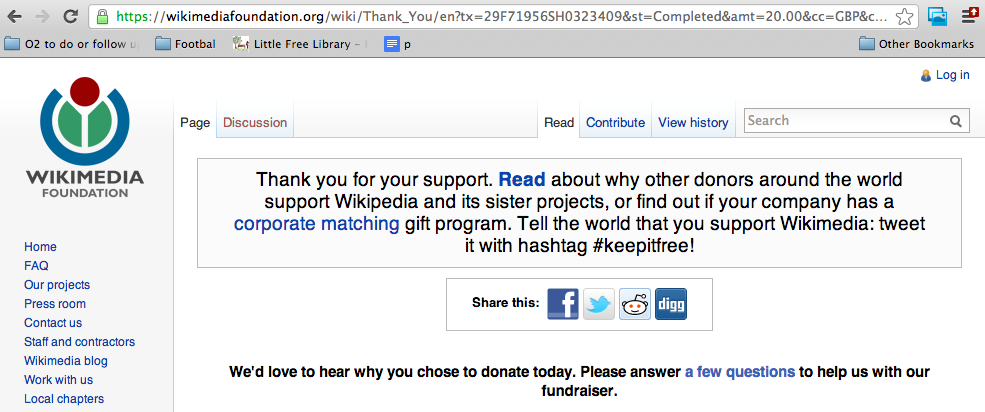 https://wikimediafoundation.org/wiki/Thank_You/en?tx=29F71956SH0323409&st=Completed&amt=20.00&cc=GBP&c...
O2 to do or follow u
Footbal
Little Free Library –
p
Other Bookmarks
Log in
Page
Discussion
Read
Contribute
View history
Search
WIKIMEDIA
FOUNDATION
Thank you for your support. Read about why other donors around the world
support Wikipedia and its sister projects, or find out if your company has a
corporate matching gift program. Tell the world that you support Wikimedia: tweet
it with hashtag #keepitfree!
Home
FAQ
Our projects
Press room
Contact us
Staff and contractors
Wikimedia blog
Work with us
Local chapters
Share this:
f
digg
We'd love to hear why you chose to donate today. Please answer a few questions to help us with our
fundraiser.